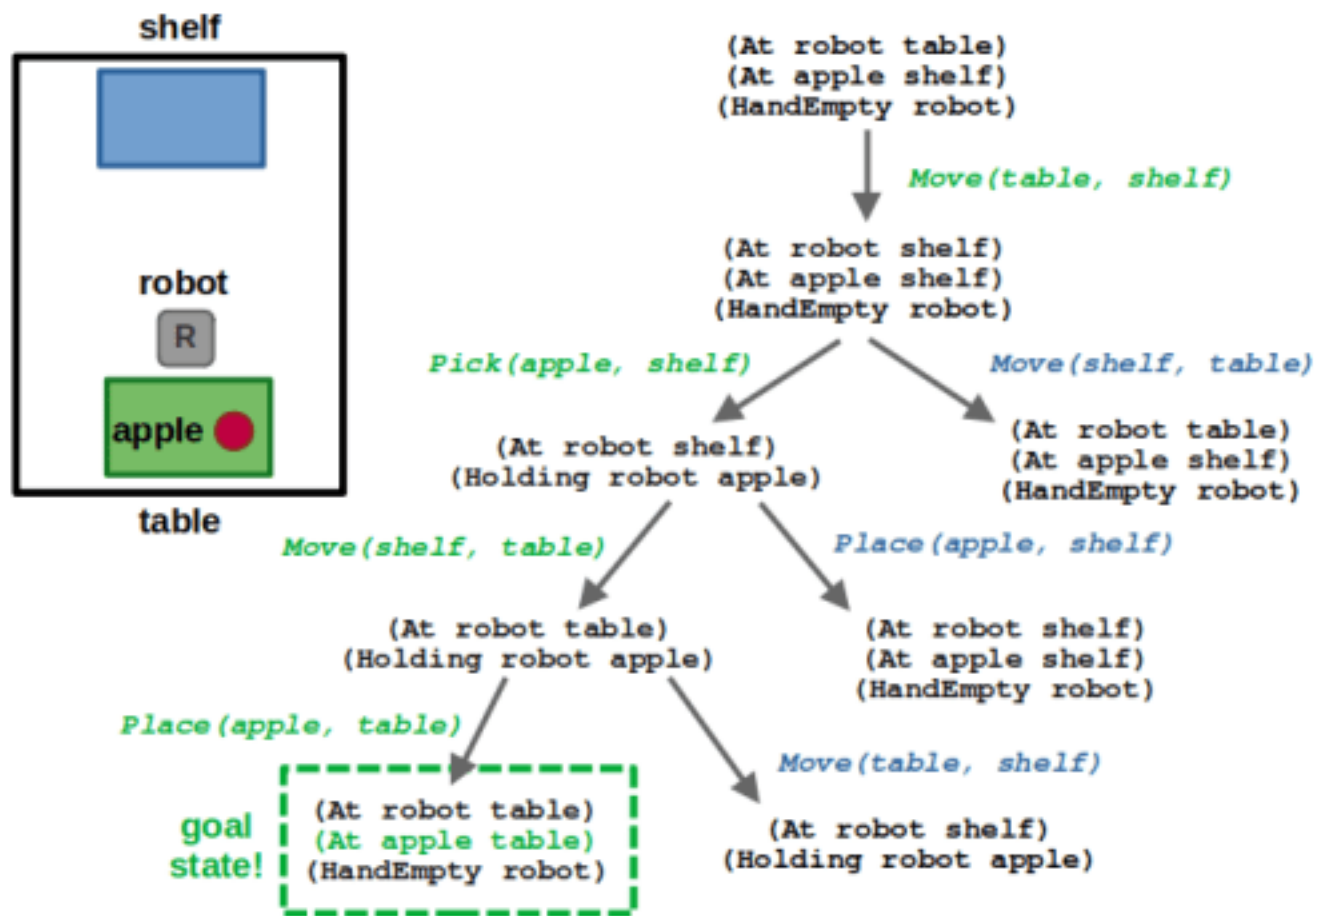 shelf
robot
R
apple
table
(At robot table)
(At apple shelf)
(HandEmpty robot)
Move(table, shelf)
(At robot shelf)
(At apple shelf)
(HandEmpty robot)
Pick(apple, shelf)
Move(shelf, table)
(At robot shelf)
(Holding robot apple)
(At robot table)
(At apple shelf)
(HandEmpty robot)
Move(shelf, table)
Place(apple, shelf)
(At robot table)
(Holding robot apple)
(At robot shelf)
(At apple shelf)
(HandEmpty robot)
Place(apple, table)
Move(table, shelf)
goal
state!
(At robot table)
(At apple table)
(HandEmpty robot)
(At robot shelf)
(Holding robot apple)